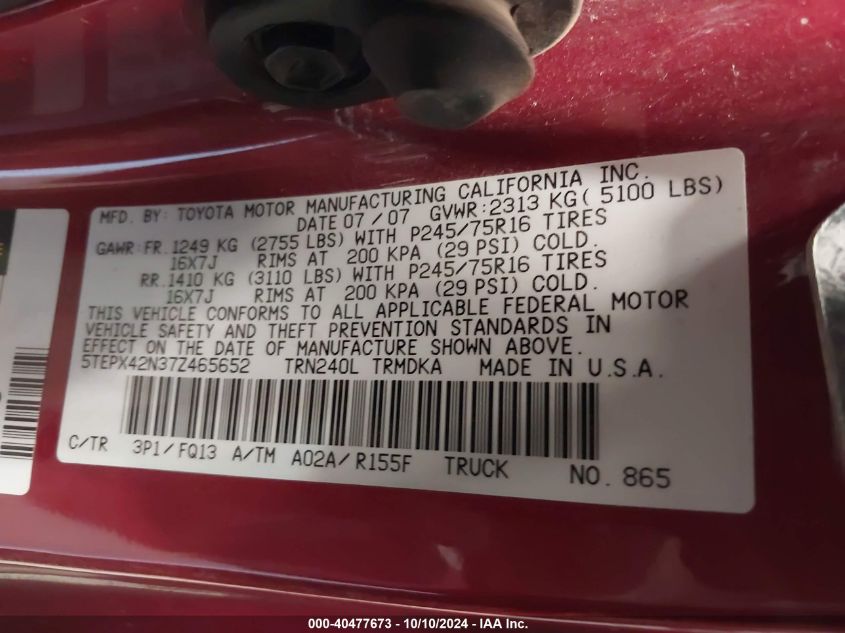 MFD. BY: TOYOTA MOTOR MANUFACTURING CALIFORNIA INC.
DATE 07/07 GVWR:2313 KG( 5100 LBS)
GAWR:FR.1249 KG (2755 LBS) WITH P245/75R16 TIRES
16X7J RIMS AT 200 KPA (29 PSI) COLD.
RR.1410 KG (3110 LBS) WITH P245/75R16 TIRES
16X7J RIMS AT 200 KPA (29 PSI) COLD.
THIS VEHICLE CONFORMS TO ALL APPLICABLE FEDERAL MOTOR
VEHICLE SAFETY AND THEFT PREVENTION STANDARDS IN
EFFECT ON THE DATE OF MANUFACTURE SHOWN ABOVE.
5TEPX42N37Z465652 TRN240L TRMDKA MADE IN U.S.A.
C/TR 3P1/FQ13 A/TM A02A/R155F TRUCK NO.865
000-40477673 - 10/10/2024 - IAA Inc.